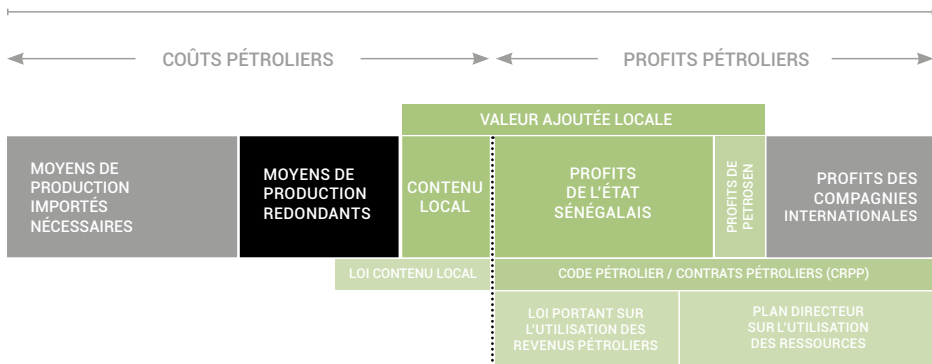 COÛTS PÉTROLIERS
PROFITS PÉTROLIERS
VALEUR AJOUTÉE LOCALE
MOYENS DE
PRODUCTION
IMPORTÉS
NÉCESSAIRES
MOYENS DE
PRODUCTION
REDONDANTS
CONTENU
LOCAL
PROFITS
DE L'ÉTAT
SÉNÉGALAIS
PROFITS DE
PETROSEN
PROFITS DES
COMPAGNIES
INTERNATIONALES
LOI CONTENU LOCAL
CODE PÉTROLIER / CONTRATS PÉTROLIERS (CRPP)
LOI PORTANT SUR
L'UTILISATION DES
REVENUS PÉTROLIERS
PLAN DIRECTEUR
SUR L'UTILISATION
DES RESSOURCES